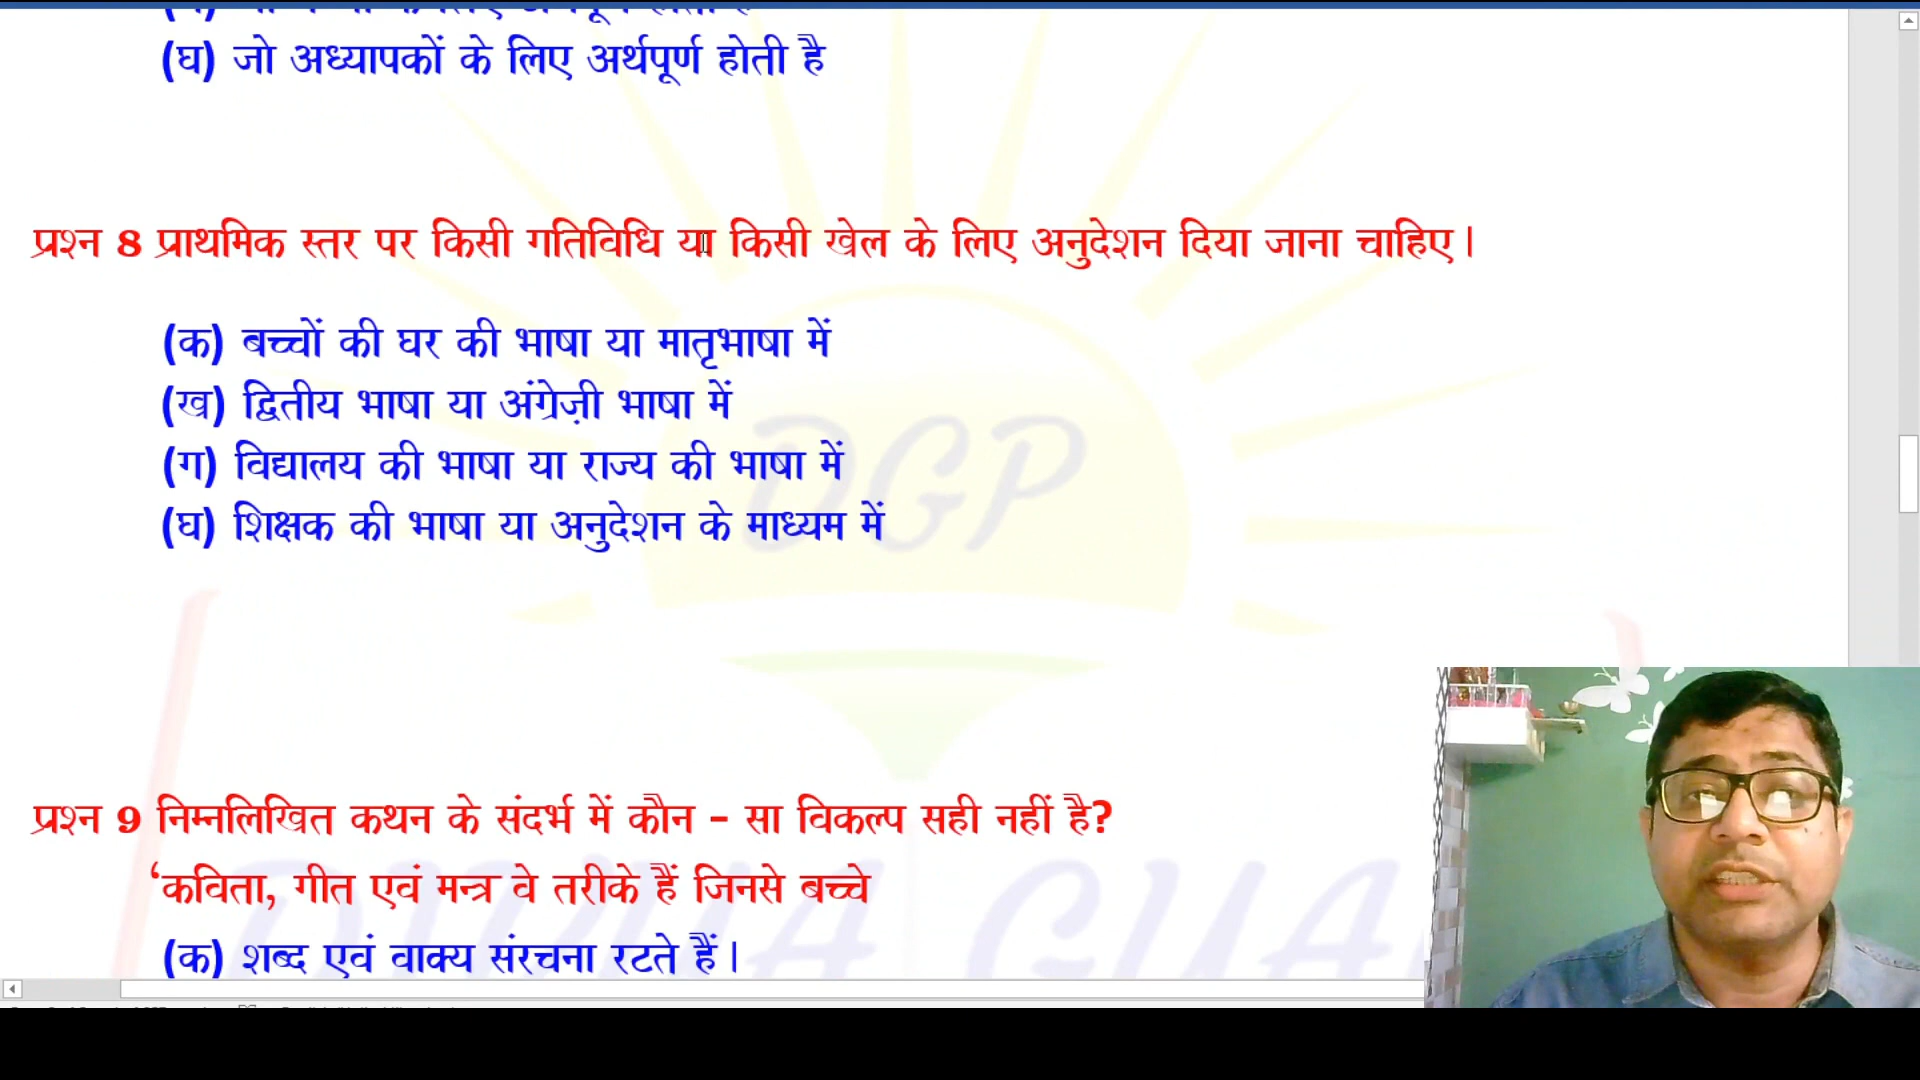 (घ) जो अध्यापकों के लिए अर्थपूर्ण होती है
प्रश्न 8 प्राथमिक स्तर पर किसी गतिविधि या किसी खेल के लिए अनुदेशन दिया जाना चाहिए।
(क) बच्चों की घर की भाषा या मातृभाषा में
(ख) द्वितीय भाषा या अंग्रेज़ी भाषा में
(ग) विद्यालय की भाषा या राज्य की भाषा में
(घ) शिक्षक की भाषा या अनुदेशन के माध्यम में
DGP
प्रश्न 9 निम्नलिखित कथन के संदर्भ में कौन - सा विकल्प सही नहीं है?
‘कविता, गीत एवं मन्त्र वे तरीके हैं जिनसे बच्चे
(क) शब्द एवं वाक्य संरचना रटते हैं।